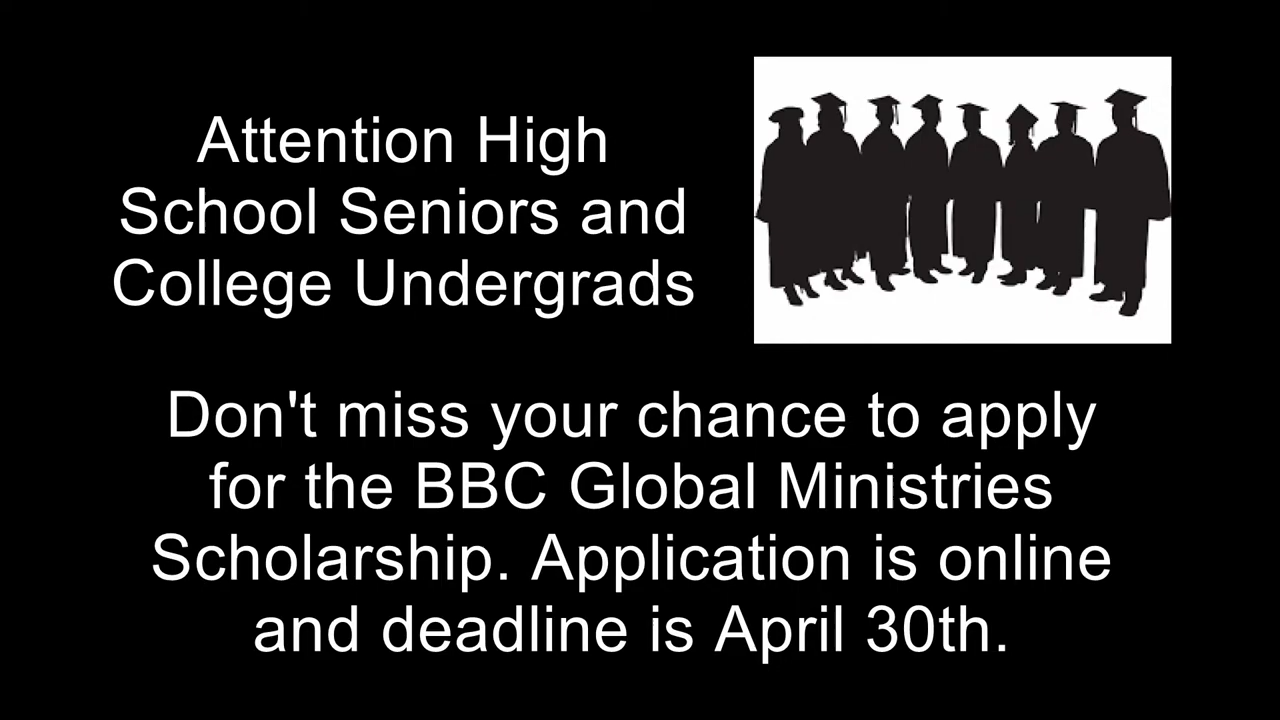 Attention High
School Seniors and
College Undergrads
Don't miss your chance to apply
for the BBC Global Ministries
Scholarship. Application is online
and deadline is April 30th.